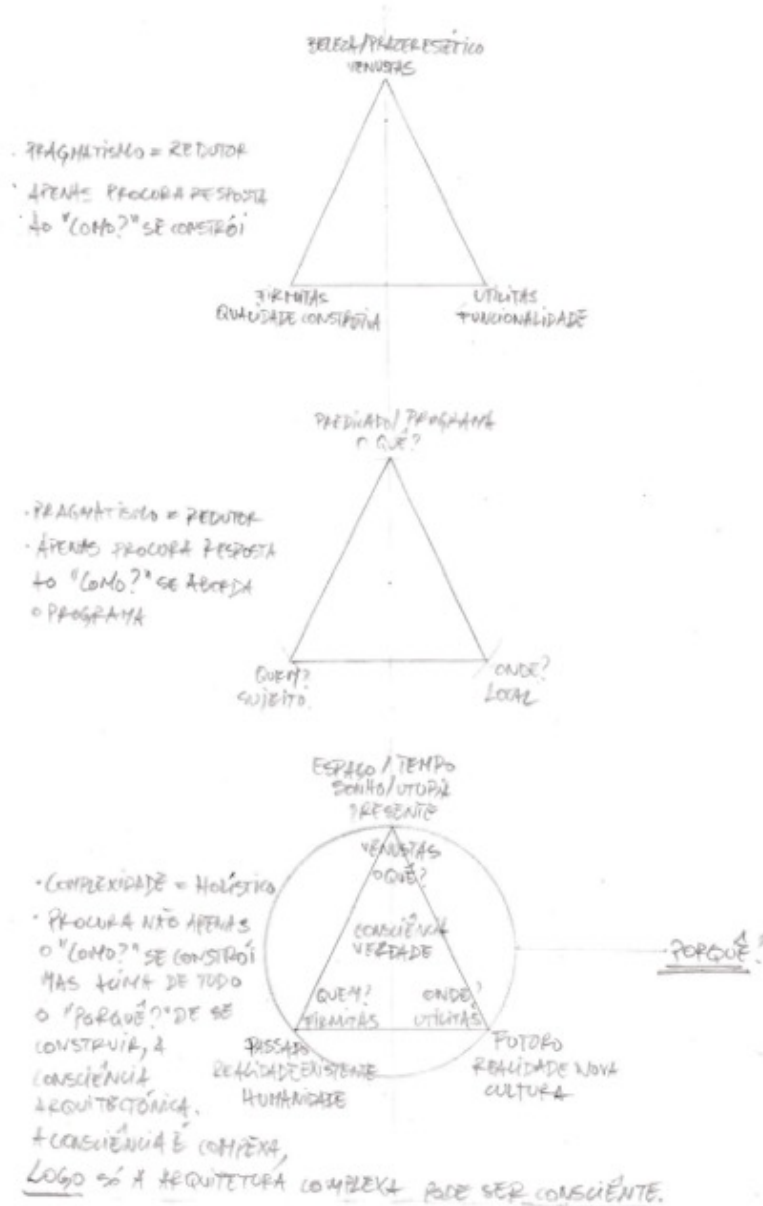 BELEZA/PRAZER ESTÉTICO
VENUSTAS
· PRAGMATISMO = REDUTOR
· APENAS PROCURA RESPOSTA
AO "COMO?" SE CONSTRÓI
FIRMITAS
QUALIDADE CONSTRUTIVA
UTILITAS
FUNCIONALIDADE
PREDICADO/PROGRAMA
O QUÊ?
· PRAGMATISMO = REDUTOR
· APENAS PROCURA RESPOSTA
AO "COMO?" SE ABORDA
O PROGRAMA
QUEM?
SUJEITO
ONDE?
LOCAL
ESPAÇO/TEMPO
SONHO/UTOPIA
PRESENTE
VENUSTAS
O QUÊ?
CONSCIÊNCIA
VERDADE
QUEM?
FIRMITAS
ONDE?
UTILITAS
PASSADO
REALIDADE EXISTENTE
HUMANIDADE
FUTURO
REALIDADE NOVA
CULTURA
PORQUÊ?
· COMPLEXIDADE = HOLÍSTICO
· PROCURA NÃO APENAS
O "COMO?" SE CONSTRÓI
MAS ACIMA DE TUDO
O "PORQUÊ?" DE SE
CONSTRUIR, A
CONSCIÊNCIA
ARQUITECTÓNICA.
A CONSCIÊNCIA É COMPEXA,
LOGO SÓ A ARQUITETURA COMPLEXA PODE SER CONSCIENTE.